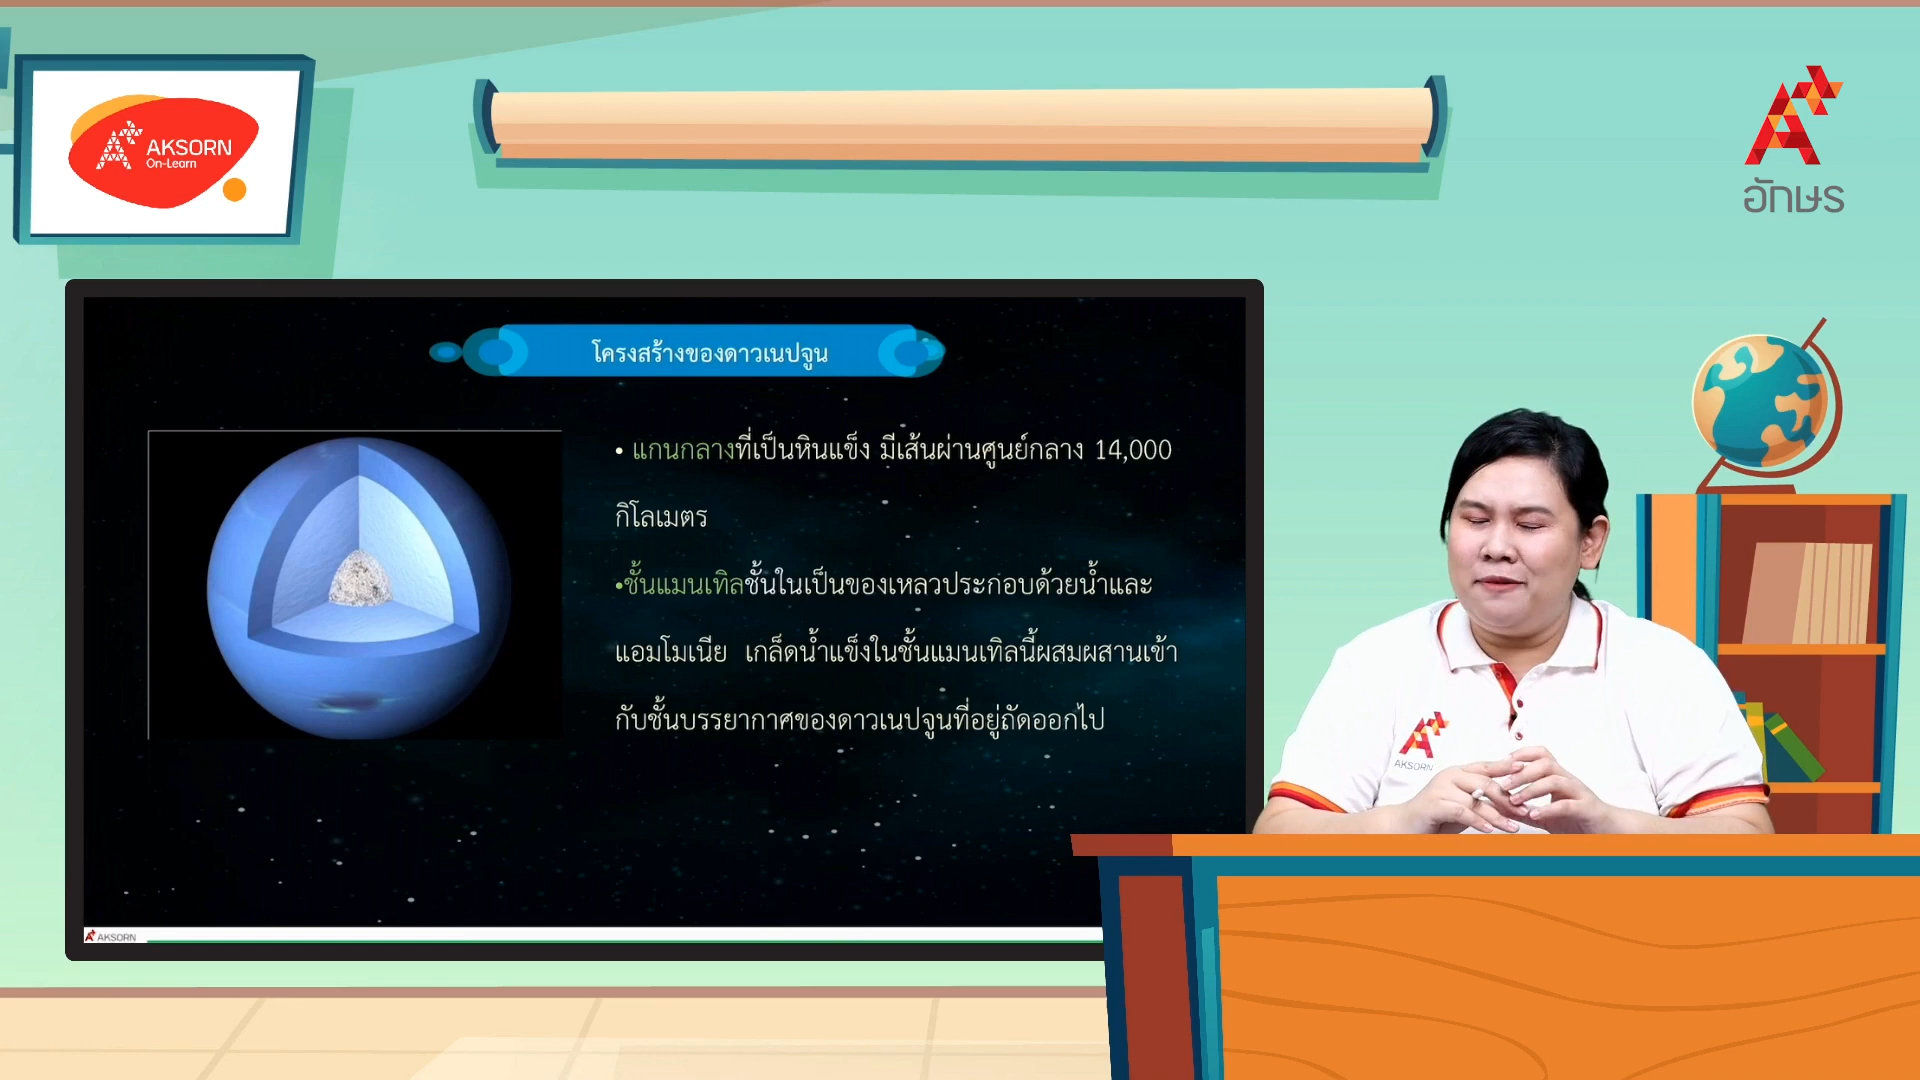 AKSORN
On-Learn
อักษร
โครงสร้างของดาวเนปจูน
• แกนกลางที่เป็นหินแข็ง มีเส้นผ่านศูนย์กลาง 14,000
กิโลเมตร
•ชั้นแมนเทิลชั้นในเป็นของเหลวประกอบด้วยน้ำและ
แอมโมเนีย เกล็ดน้ำแข็งในชั้นแมนเทิลนี้ผสมผสานเข้า
กับชั้นบรรยากาศของดาวเนปจูนที่อยู่ถัดออกไป
AKSORN
AKSORN